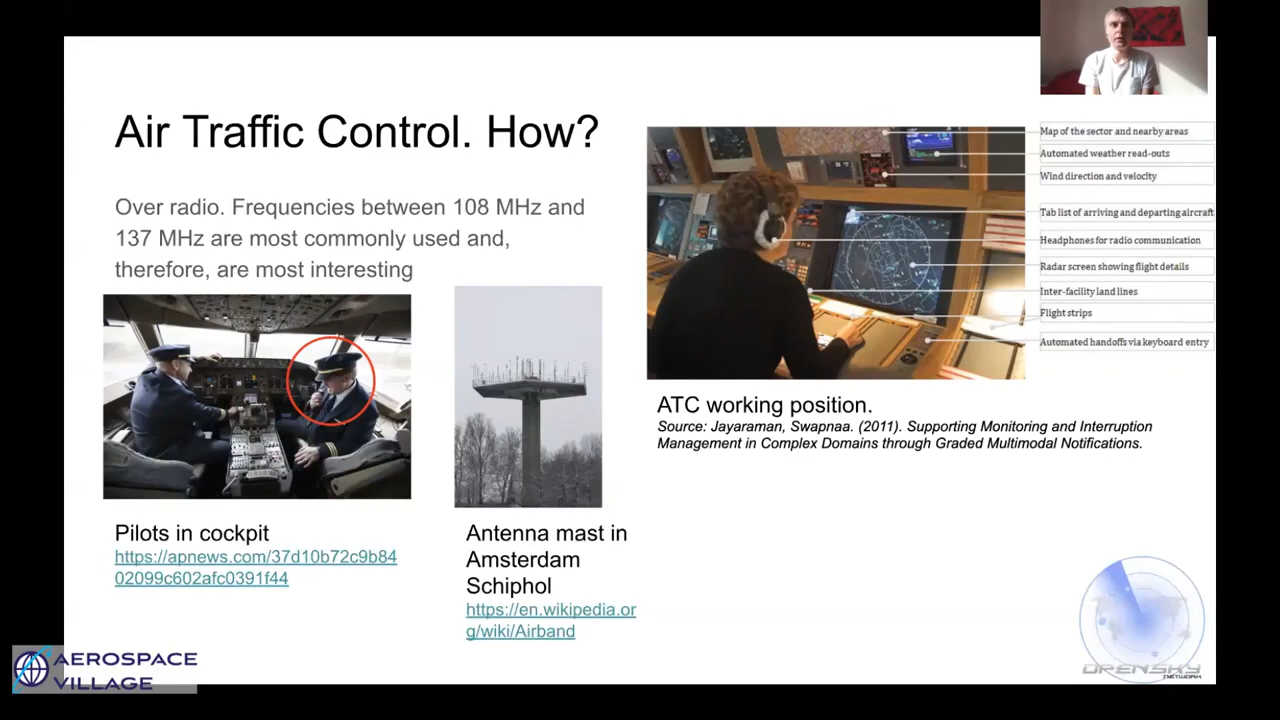 Air Traffic Control. How?
Over radio. Frequencies between 108 MHz and
137 MHz are most commonly used and,
therefore, are most interesting
Pilots in cockpit
https://apnews.com/37d10b72c9b84
02099c602afc0391f44
Antenna mast in
Amsterdam
Schiphol
https://en.wikipedia.or
g/wiki/Airband
Map of the sector and nearby areas
Automated weather read-outs
Wind direction and velocity
Tab list of arriving and departing aircraft
Headphones for radio communication
Radar screen showing flight details
Inter-facility land lines
Flight strips
Automated handoffs via keyboard entry
ATC working position.
Source: Jayaraman, Swapnaa. (2011). Supporting Monitoring and Interruption
Management in Complex Domains through Graded Multimodal Notifications.
AEROSPACE
VILLAGE
OPENSKY
NETWORK